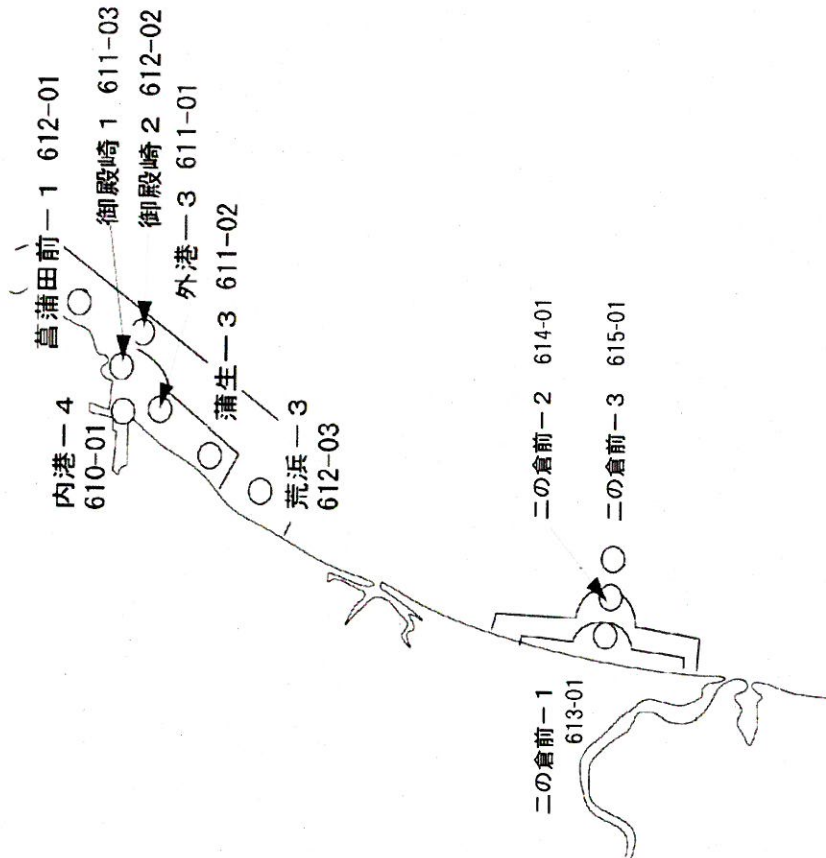 菖蒲田前－1 612-01
御殿崎1 611-03
御殿崎2 612-02
外港－3 611-01
蒲生－3 611-02
内港－4
610-01
荒浜－3
612-03
二の倉前－2 614-01
二の倉前－3 615-01
二の倉前－1
613-01